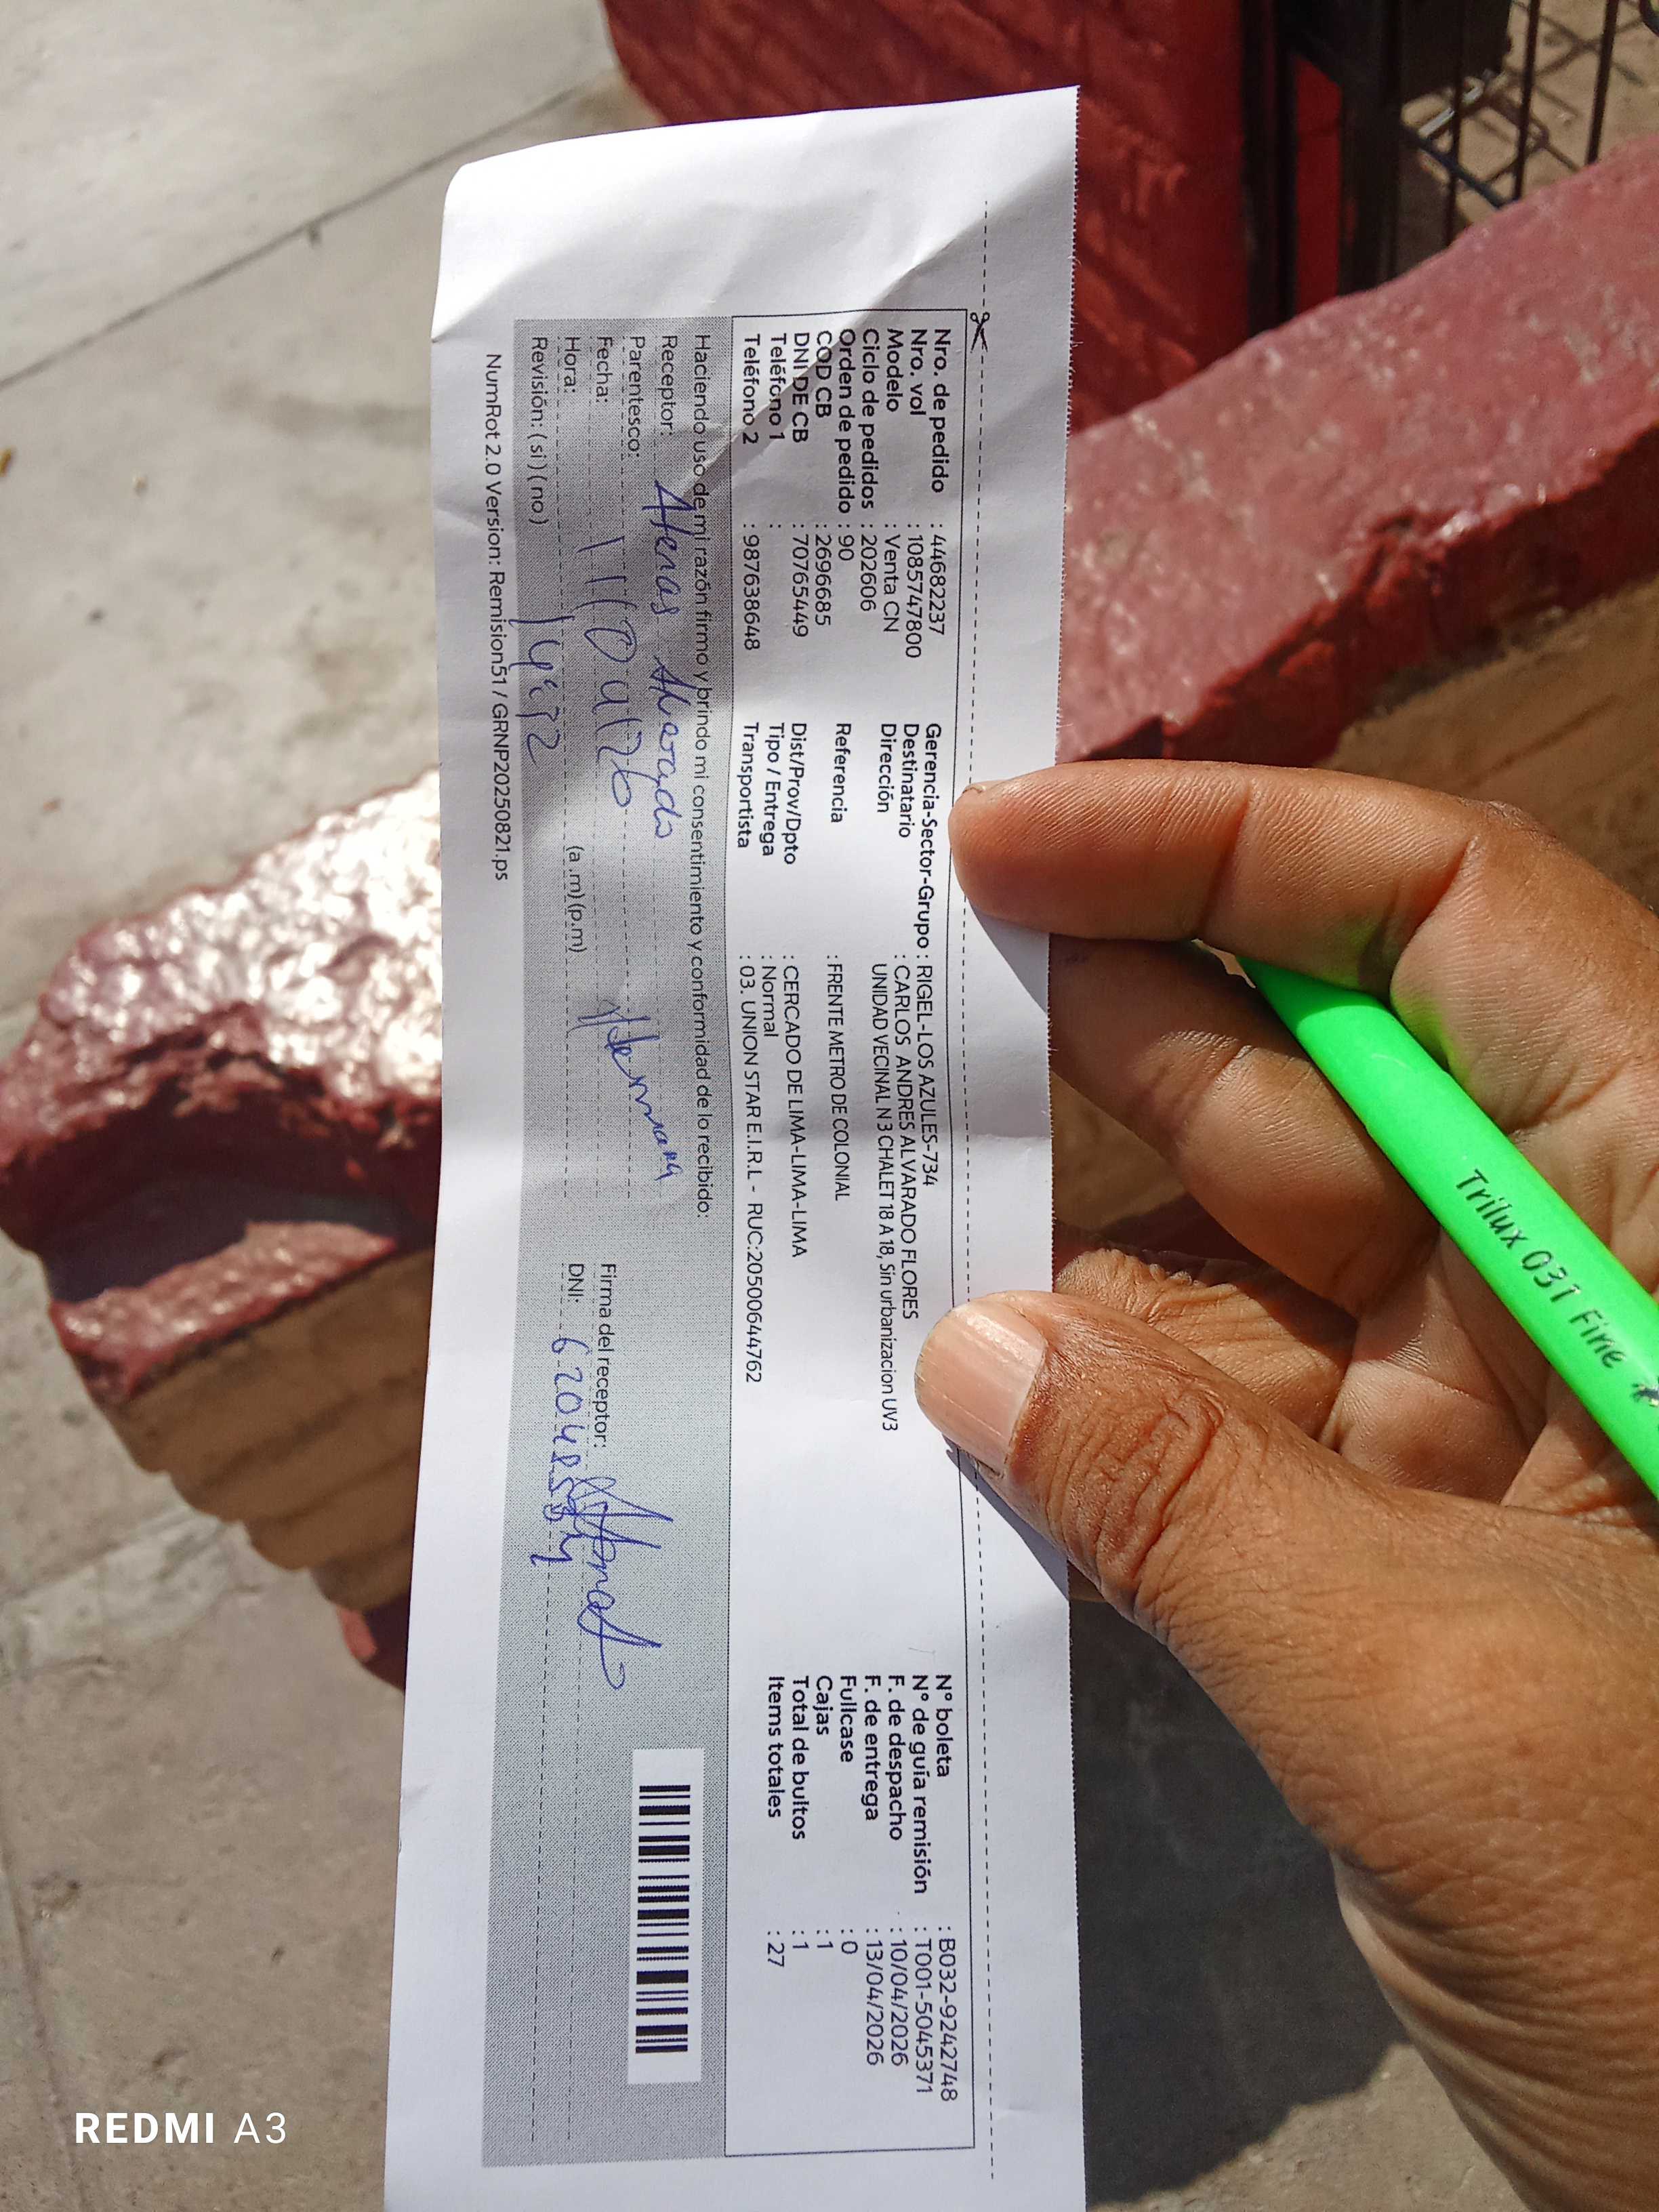 Nro. de pedido : 44682237
Nro. vol : 1085747800
Modelo : Venta CN
Ciclo de pedidos : 202606
Orden de pedido : 90
COD CB : 2696685
DNI DE CB : 70765449
Teléfono 1 :
Teléfono 2 : 987638648
Gerencia-Sector-Grupo : RIGEL-LOS AZULES-734
Destinatario : CARLOS ANDRES ALVARADO FLORES
Dirección UNIDAD VECINAL N 3 CHALET 18 A 18, Sin urbanizacion UV3
Referencia : FRENTE METRO DE COLONIAL
Dist/Prov/Dpto : CERCADO DE LIMA-LIMA-LIMA
Tipo / Entrega : Normal
Transportista : 03. UNION STAR E.I.R.L - RUC:20500644762
N° boleta : B032-9242748
N° de guía remisión : T001-5045371
F. de despacho : 10/04/2026
F. de entrega : 13/04/2026
Fullcase : 0
Cajas : 1
Total de bultos : 1
Items totales : 27
Haciendo uso de mi razón firmo y brindo mi consentimiento y conformidad de lo recibido:
Receptor: Atenas Alvarado
Parentesco: Hermana
Fecha: 11/04/26
Hora: (a .m) (p.m)
Revisión: ( si ) ( no )
Firma del receptor:
DNI:
NumRot 2.0 Version: Remision51 / GRNP20250821.ps
Trilux 031 Fine
REDMI A3